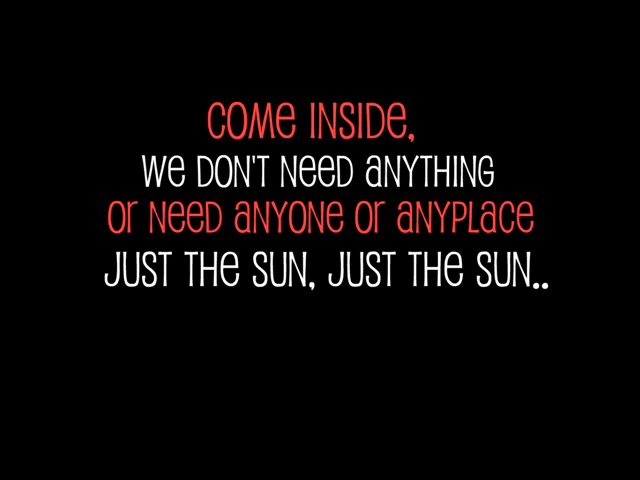 COMe INSIDe,
We DON'T NeeD aNYTHING
Or NeeD aNYONe Or aNYPLace
JUST THe SUN, JUST THe SUN..